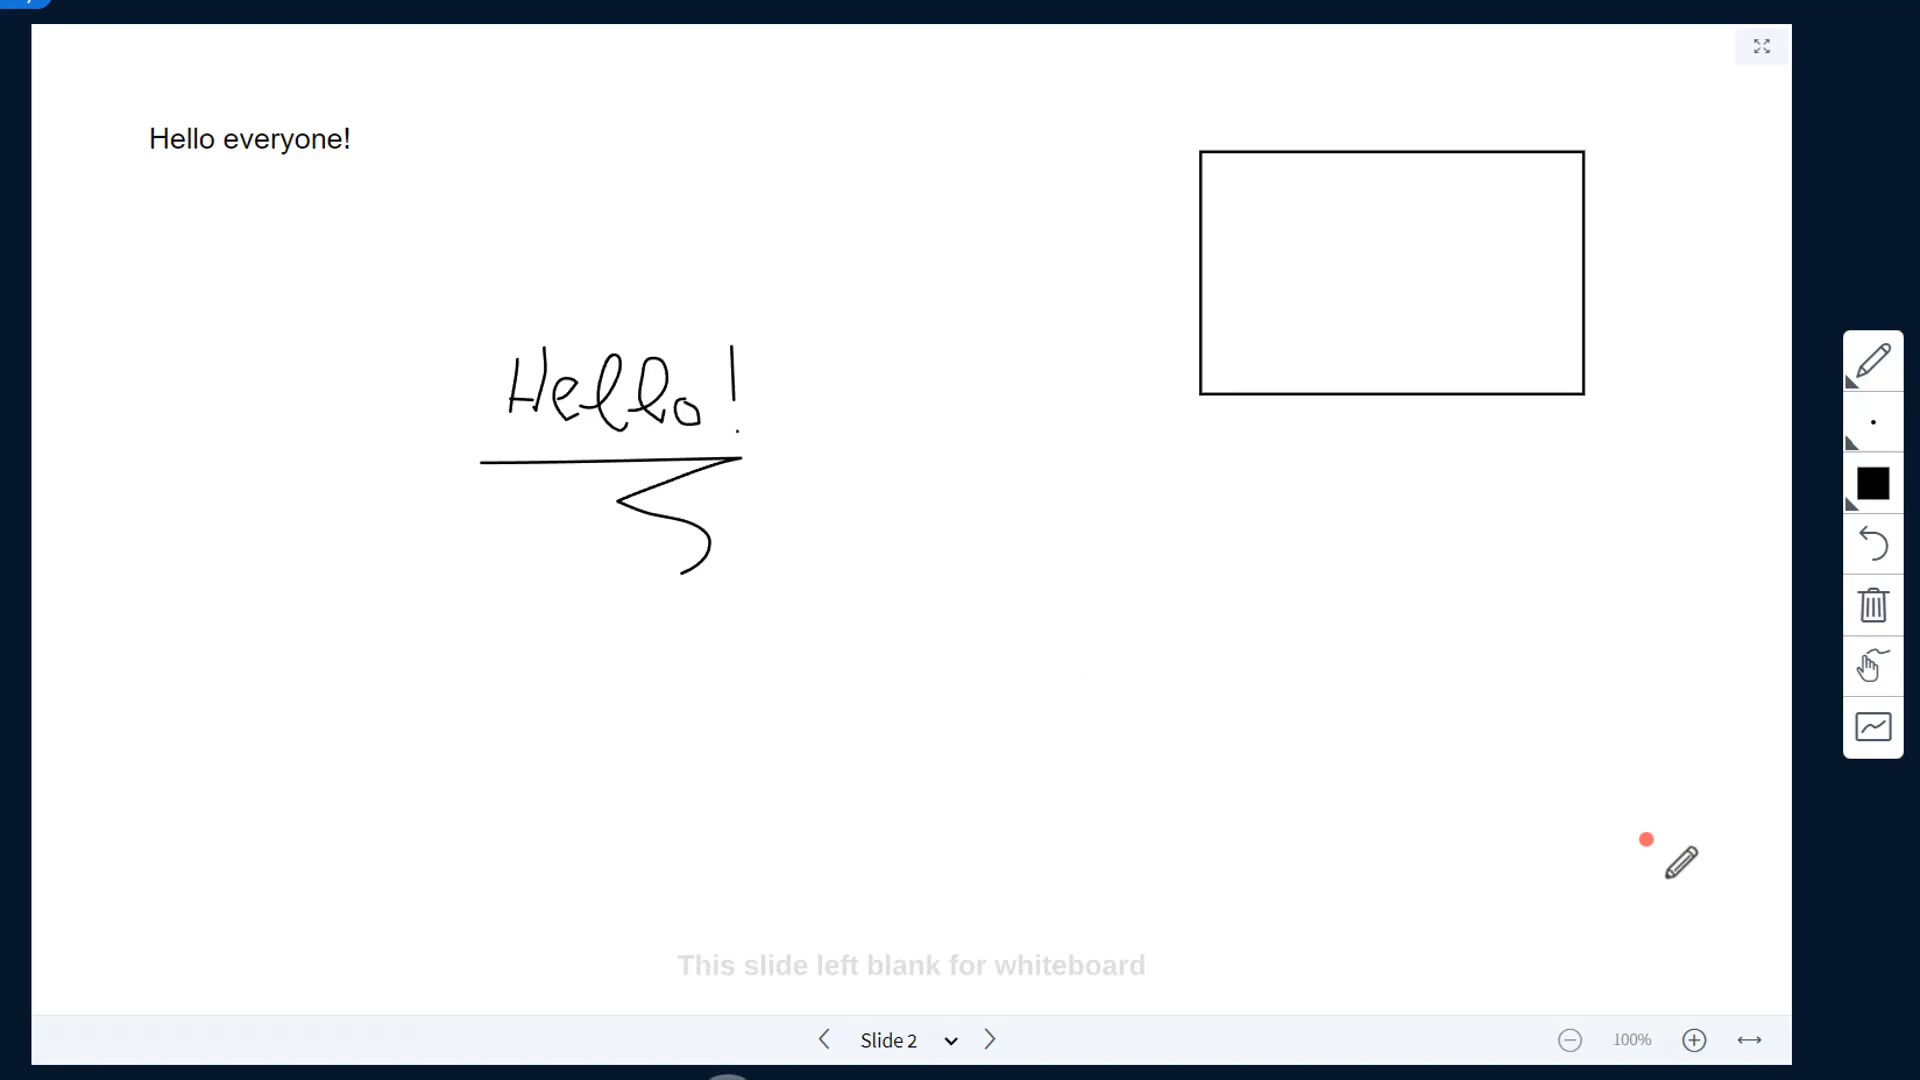 Hello everyone!
Hello!
This slide left blank for whiteboard
Slide 2
100%